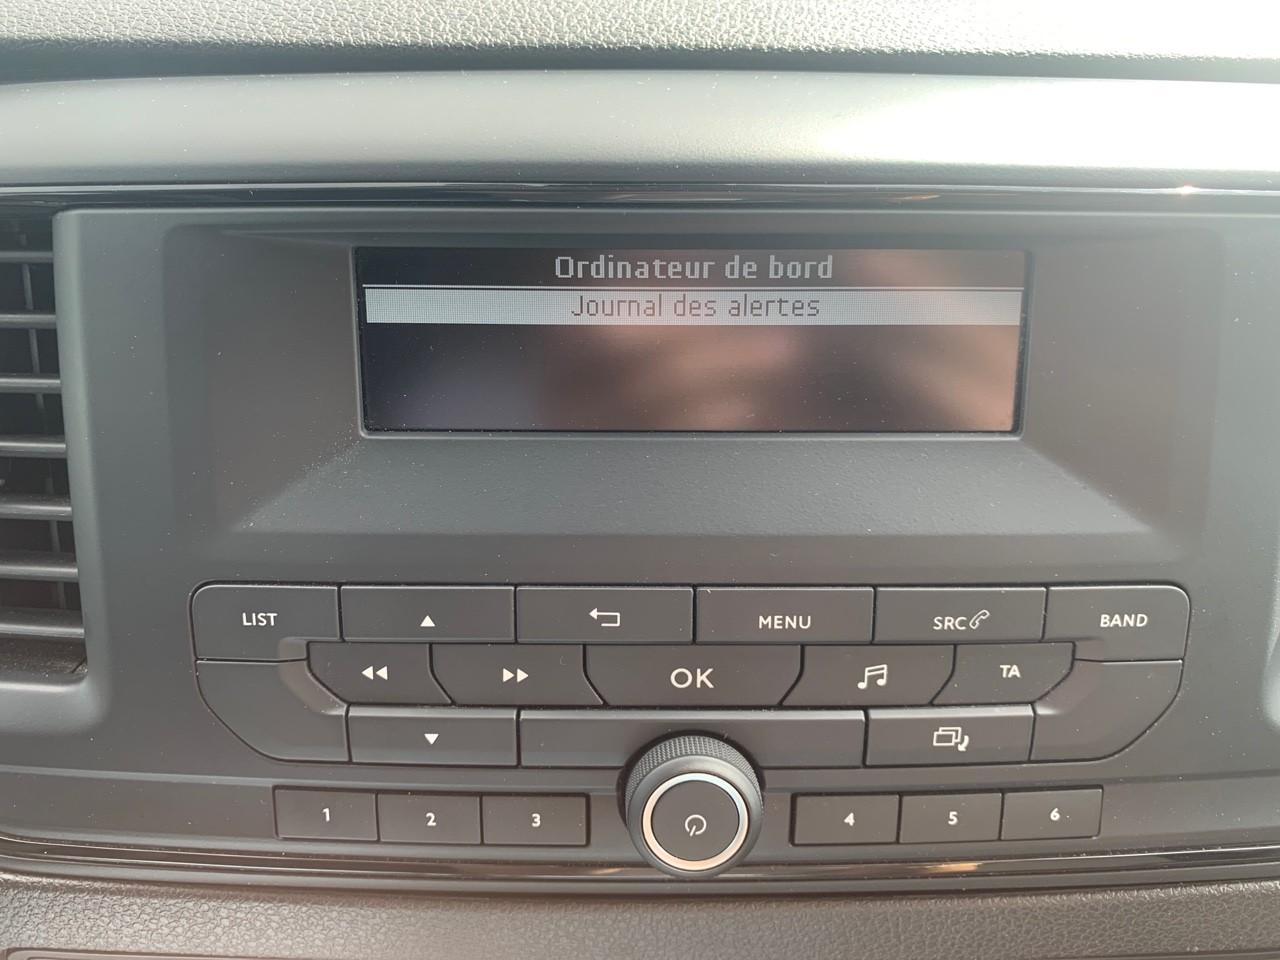 Ordinateur de bord
Journal des alertes
LIST
MENU
SRC
BAND
OK
TA
1
2
3
4
5
6